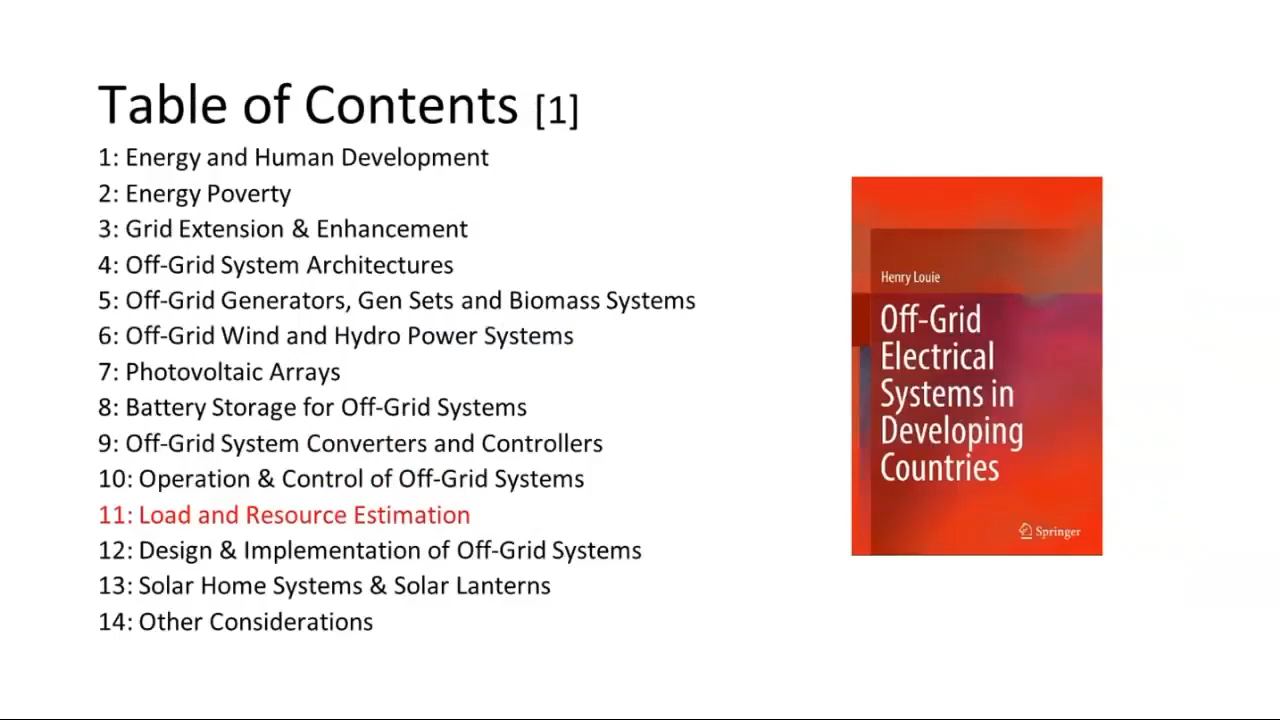 Table of Contents [1]
1: Energy and Human Development
2: Energy Poverty
3: Grid Extension & Enhancement
4: Off-Grid System Architectures
5: Off-Grid Generators, Gen Sets and Biomass Systems
6: Off-Grid Wind and Hydro Power Systems
7: Photovoltaic Arrays
8: Battery Storage for Off-Grid Systems
9: Off-Grid System Converters and Controllers
10: Operation & Control of Off-Grid Systems
11: Load and Resource Estimation
12: Design & Implementation of Off-Grid Systems
13: Solar Home Systems & Solar Lanterns
14: Other Considerations
Henry Louie
Off-Grid
Electrical
Systems in
Developing
Countries
Springer